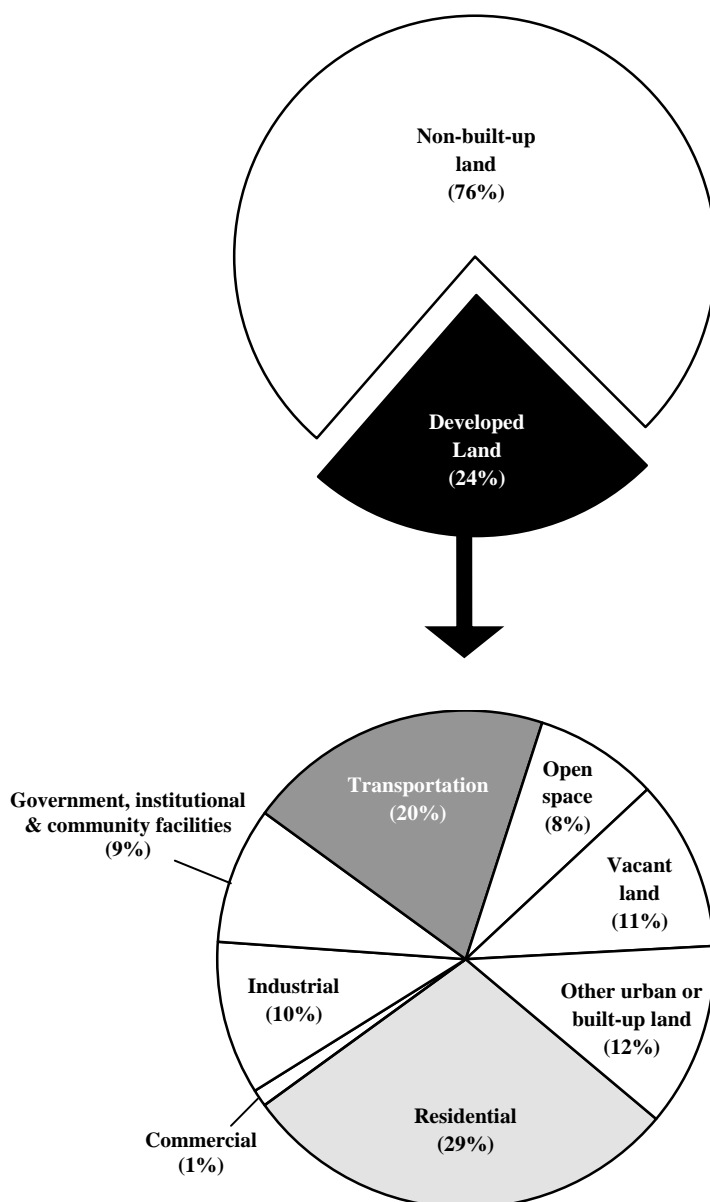 Non-built-up
land
(76%)
Developed
Land
(24%)
Transportation
(20%)
Open
space
(8%)
Government, institutional
& community facilities
(9%)
Vacant
land
(11%)
Industrial
(10%)
Other urban or
built-up land
(12%)
Commercial
(1%)
Residential
(29%)